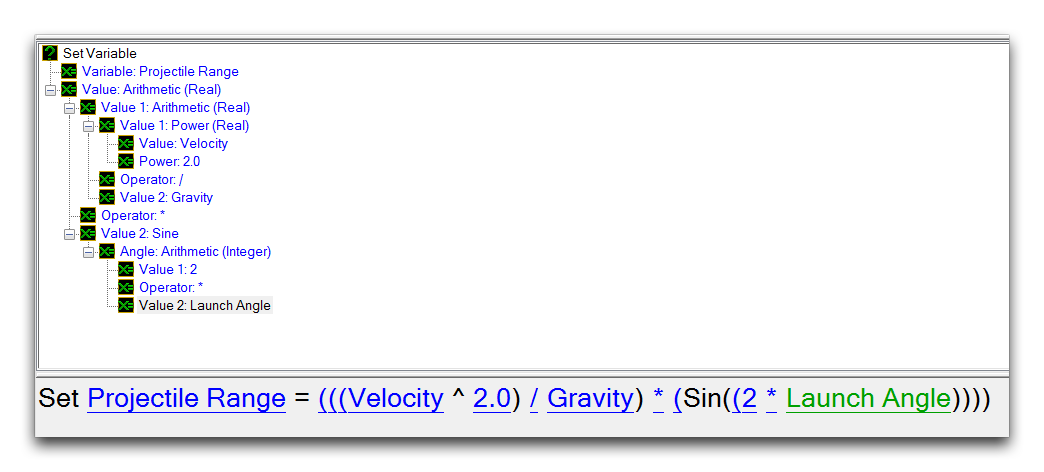 Set Variable
Variable: Projectile Range
Value: Arithmetic (Real)
Value 1: Arithmetic (Real)
Value 1: Power (Real)
Value: Velocity
Power: 2.0
Operator: /
Value 2: Gravity
Operator: *
Value 2: Sine
Angle: Arithmetic (Integer)
Value 1: 2
Operator: *
Value 2: Launch Angle
Set Projectile Range = (((Velocity ^ 2.0) / Gravity) * (Sin((2 * Launch Angle))))